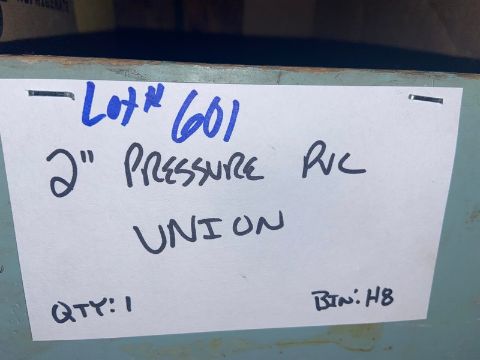 Lot# 601
2" PRESSURE PVC
UNION
QTY: 1 BIN: H8